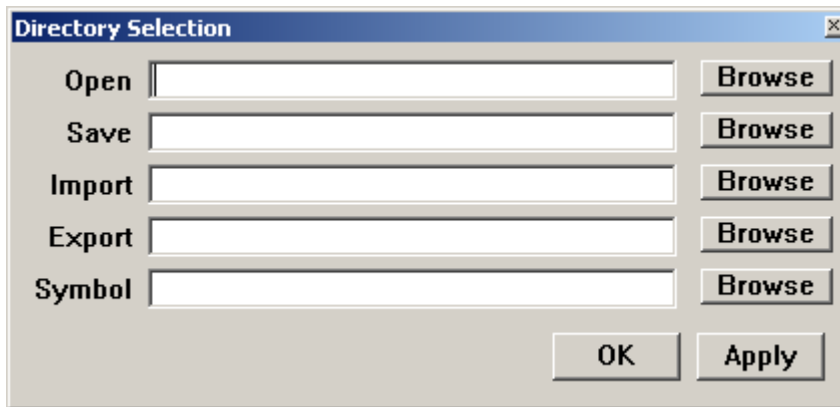 Directory Selection
Open Browse
Save Browse
Import Browse
Export Browse
Symbol Browse
OK Apply